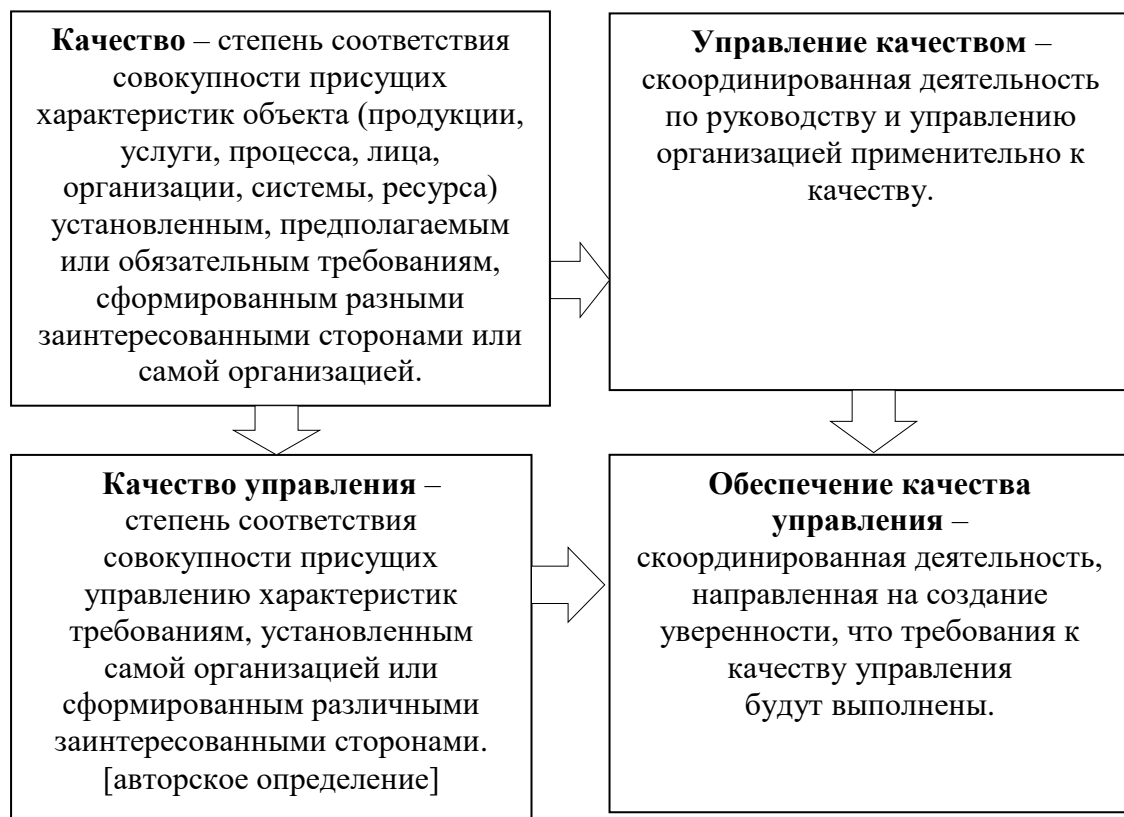 Качество – степень соответствия
совокупности присущих
характеристик объекта (продукции,
услуги, процесса, лица,
организации, системы, ресурса)
установленным, предполагаемым
или обязательным требованиям,
сформированным разными
заинтересованными сторонами или
самой организацией.
Управление качеством –
скоординированная деятельность
по руководству и управлению
организацией применительно к
качеству.
Качество управления –
степень соответствия
совокупности присущих
управлению характеристик
требованиям, установленным
самой организацией или
сформированным различными
заинтересованными сторонами.
[авторское определение]
Обеспечение качества
управления –
скоординированная деятельность,
направленная на создание
уверенности, что требования к
качеству управления
будут выполнены.